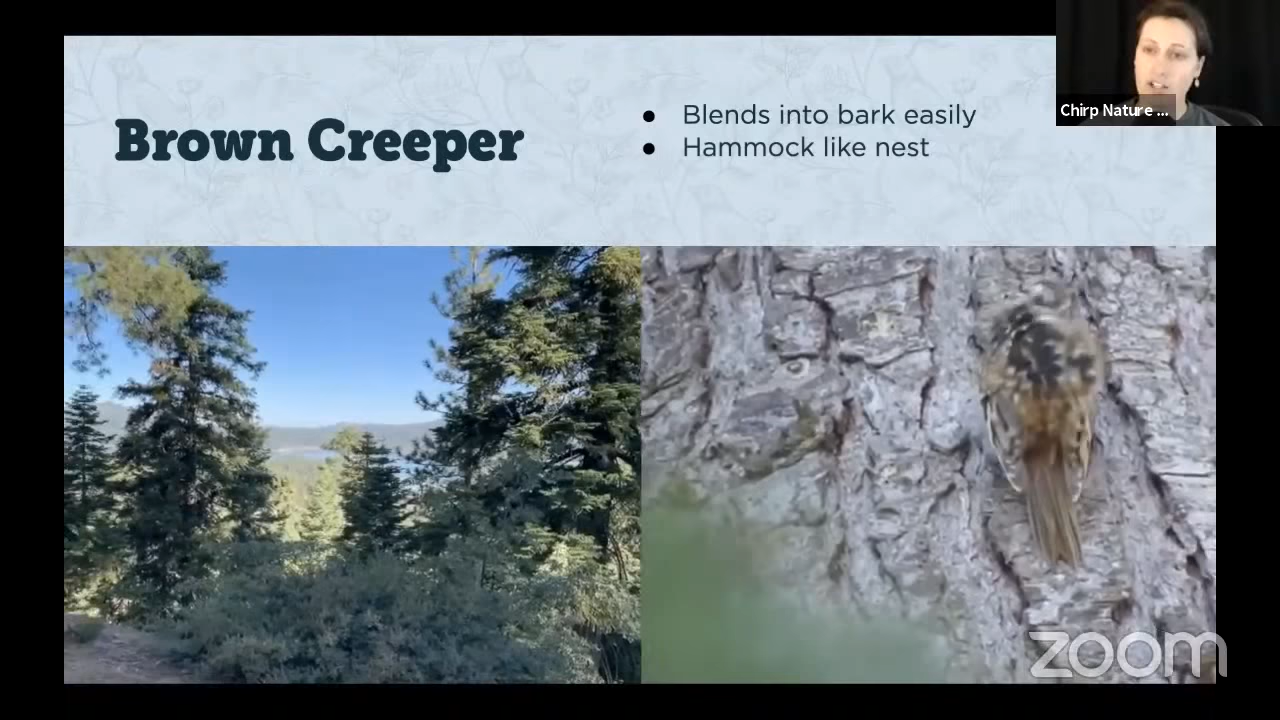 Brown Creeper
● Blends into bark easily
● Hammock like nest
Chirp Nature ...
zoom